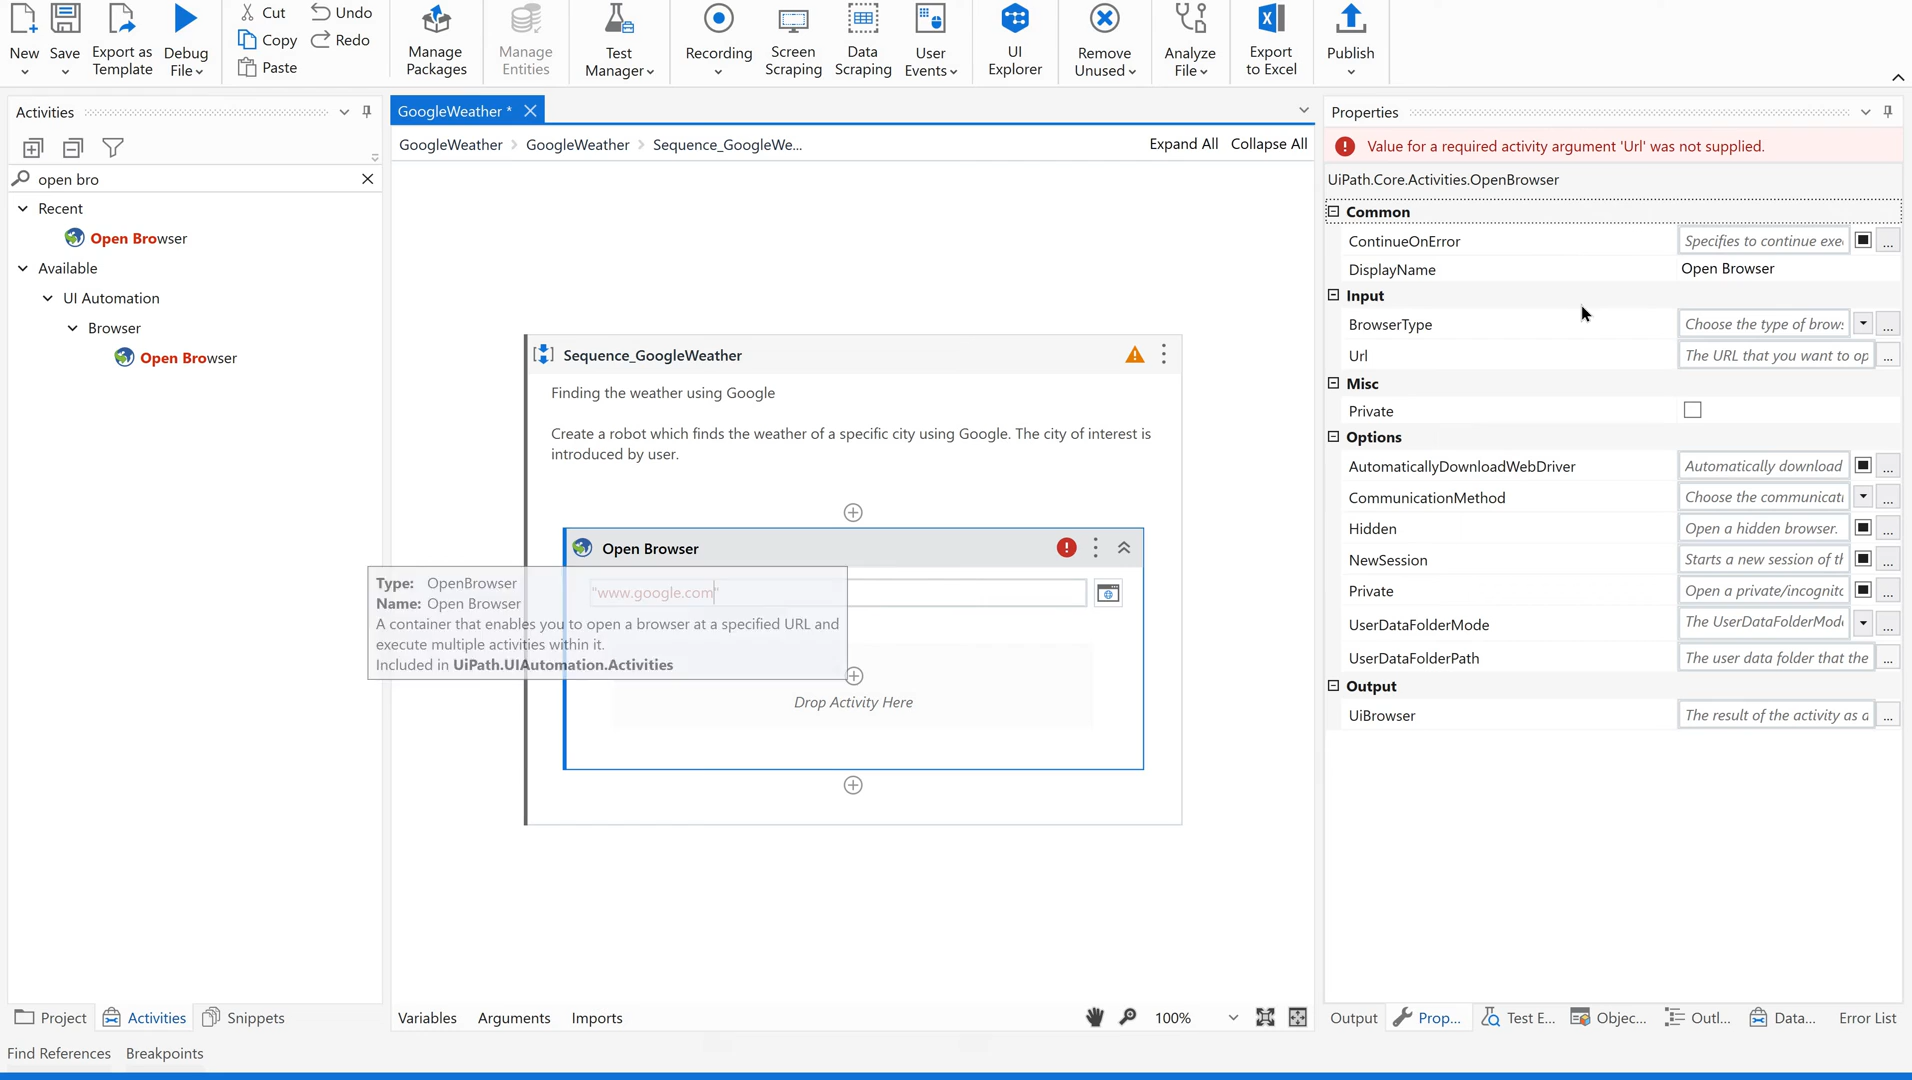 New
Save
Export as
Template
Debug
File
Cut
Copy
Paste
Undo
Redo
Manage
Packages
Manage
Entities
Test
Manager
Recording
Screen
Scraping
Data
Scraping
User
Events
UI
Explorer
Remove
Unused
Analyze
File
Export
to Excel
Publish
Activities
open bro
Recent
Open Browser
Available
UI Automation
Browser
Open Browser
GoogleWeather *
GoogleWeather
GoogleWeather
Sequence_GoogleWe...
Expand All
Collapse All
Sequence_GoogleWeather
Finding the weather using Google
Create a robot which finds the weather of a specific city using Google. The city of interest is
introduced by user.
Open Browser
"www.google.com"
Type: OpenBrowser
Name: Open Browser
A container that enables you to open a browser at a specified URL and
execute multiple activities within it.
Included in UiPath.UIAutomation.Activities
Drop Activity Here
Properties
Value for a required activity argument 'Url' was not supplied.
UiPath.Core.Activities.OpenBrowser
Common
ContinueOnError Specifies to continue exe ...
DisplayName Open Browser
Input
BrowserType Choose the type of brows ...
Url The URL that you want to op ...
Misc
Private
Options
AutomaticallyDownloadWebDriver Automatically download ...
CommunicationMethod Choose the communicati ...
Hidden Open a hidden browser. ...
NewSession Starts a new session of th ...
Private Open a private/incognito ...
UserDataFolderMode The UserDataFolderMode ...
UserDataFolderPath The user data folder that the ...
Output
UiBrowser The result of the activity as a ...
Project
Activities
Snippets
Variables
Arguments
Imports
100%
Output
Prop...
Test E...
Objec...
Outl...
Data...
Error List
Find References
Breakpoints